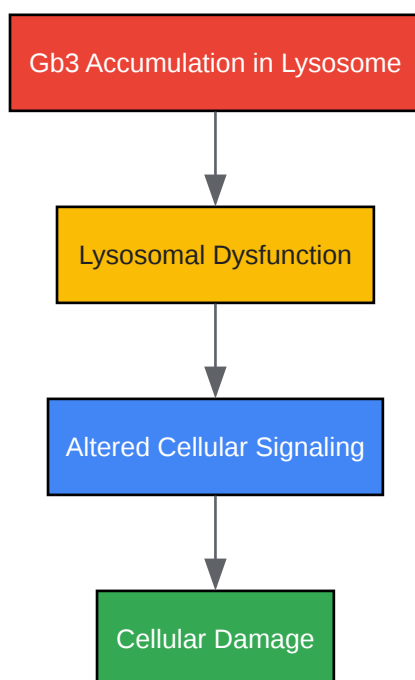 Gb3 Accumulation in Lysosome
Lysosomal Dysfunction
Altered Cellular Signaling
Cellular Damage